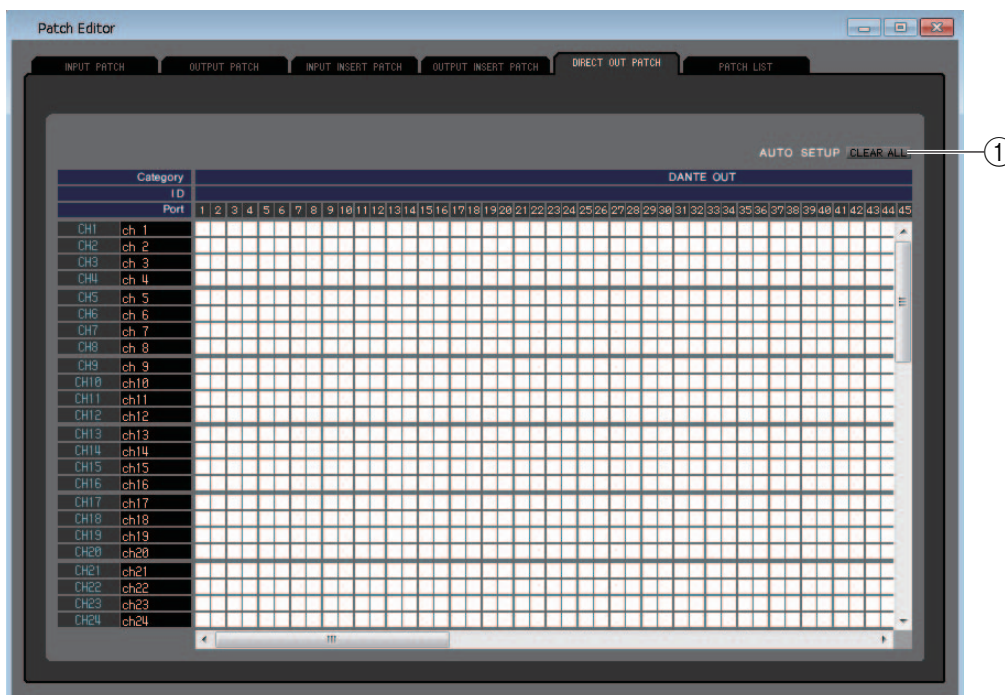 Patch Editor
INPUT PATCH OUTPUT PATCH INPUT INSERT PATCH OUTPUT INSERT PATCH DIRECT OUT PATCH PATCH LIST
AUTO SETUP CLEAR ALL 1
Category DANTE OUT
ID
Port 1 2 3 4 5 6 7 8 9 10 11 12 13 14 15 16 17 18 19 20 21 22 23 24 25 26 27 28 29 30 31 32 33 34 35 36 37 38 39 40 41 42 43 44 45
CH1 ch 1
CH2 ch 2
CH3 ch 3
CH4 ch 4
CH5 ch 5
CH6 ch 6
CH7 ch 7
CH8 ch 8
CH9 ch 9
CH10 ch10
CH11 ch11
CH12 ch12
CH13 ch13
CH14 ch14
CH15 ch15
CH16 ch16
CH17 ch17
CH18 ch18
CH19 ch19
CH20 ch20
CH21 ch21
CH22 ch22
CH23 ch23
CH24 ch24